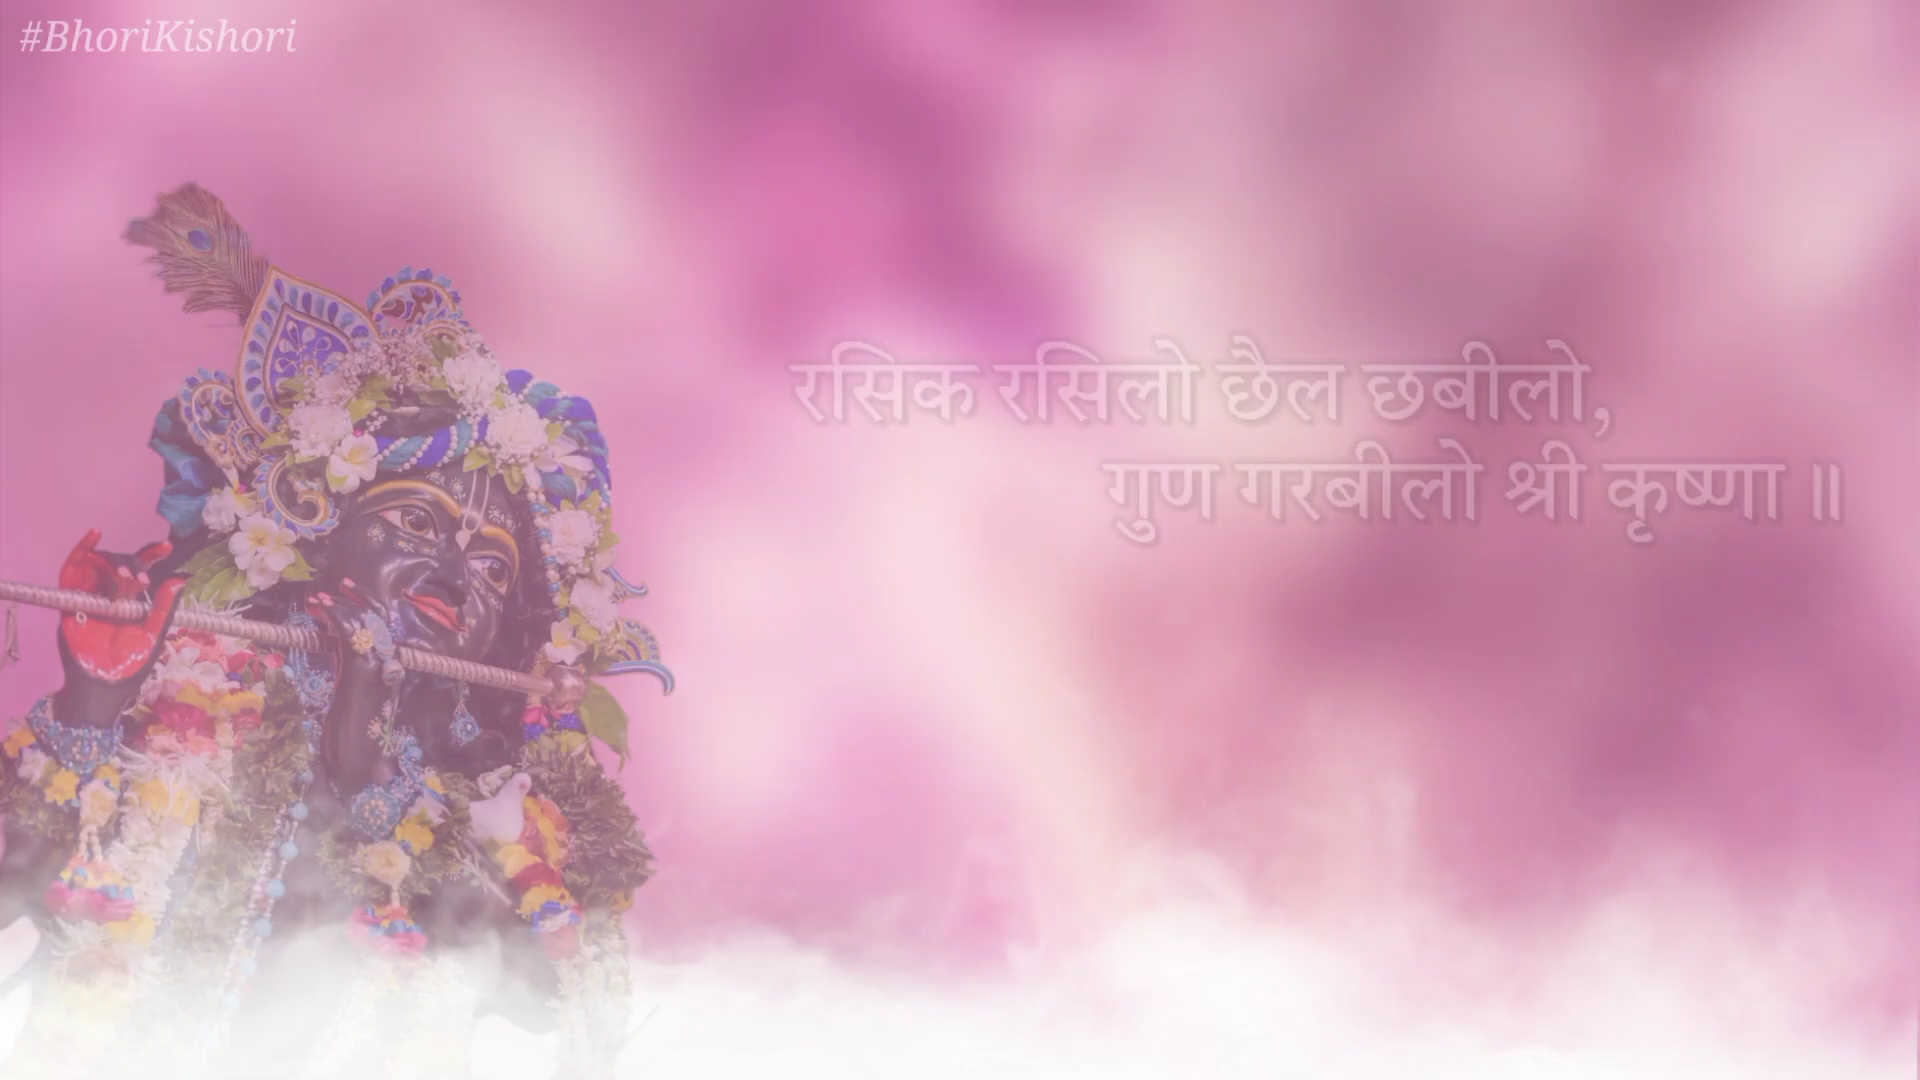 #BhoriKishori
रसिक रसिलो छैल छबीलो,
गुण गरबीलो श्री कृष्णा ॥